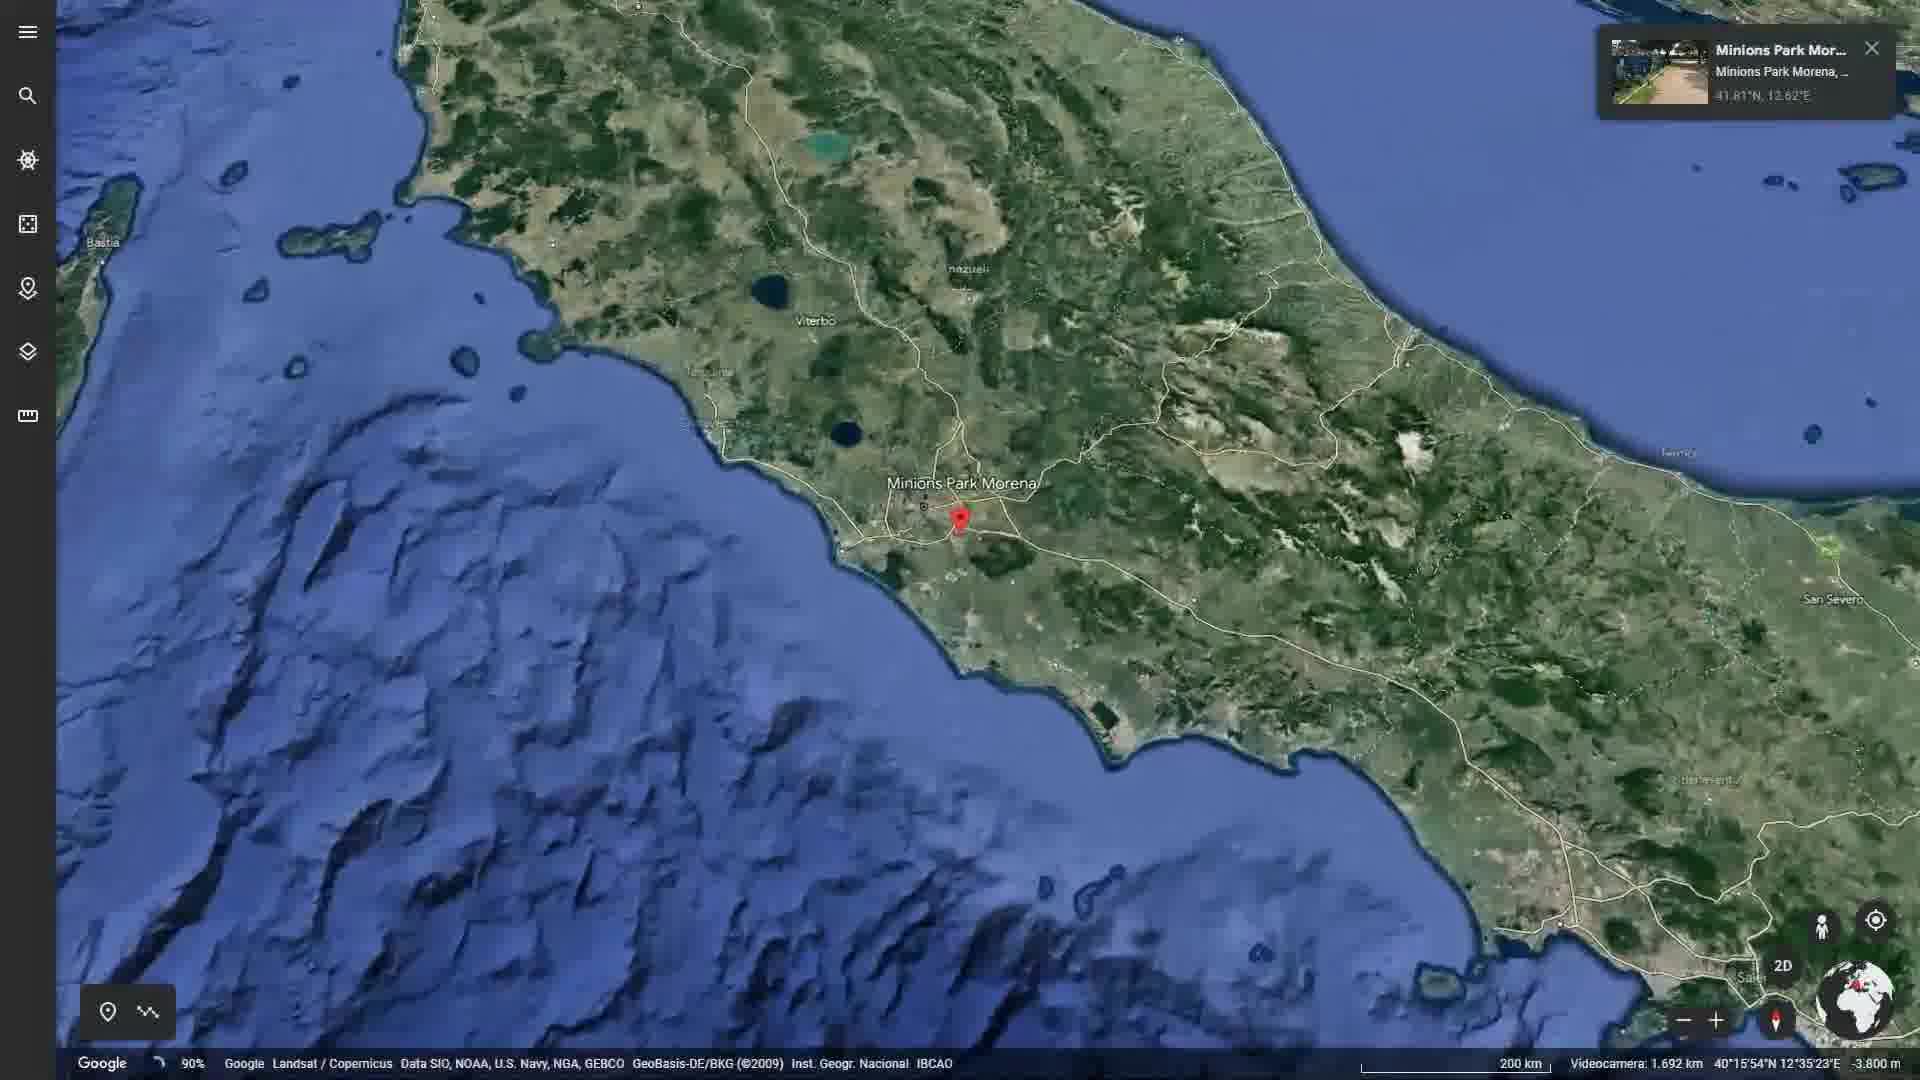 Minions Park Mor...
Minions Park Morena, ...
41.81°N, 12.62°E
Bastia
Viterbo
Minions Park Morena
San Severo
2D
Google 90% Google Landsat / Copernicus Data SIO, NOAA, U.S. Navy, NGA, GEBCO GeoBasis-DE/BKG (©2009) Inst. Geogr. Nacional IBCAO 200 km Videocamera: 1.692 km 40°15'54"N 12°35'23"E -3.800 m